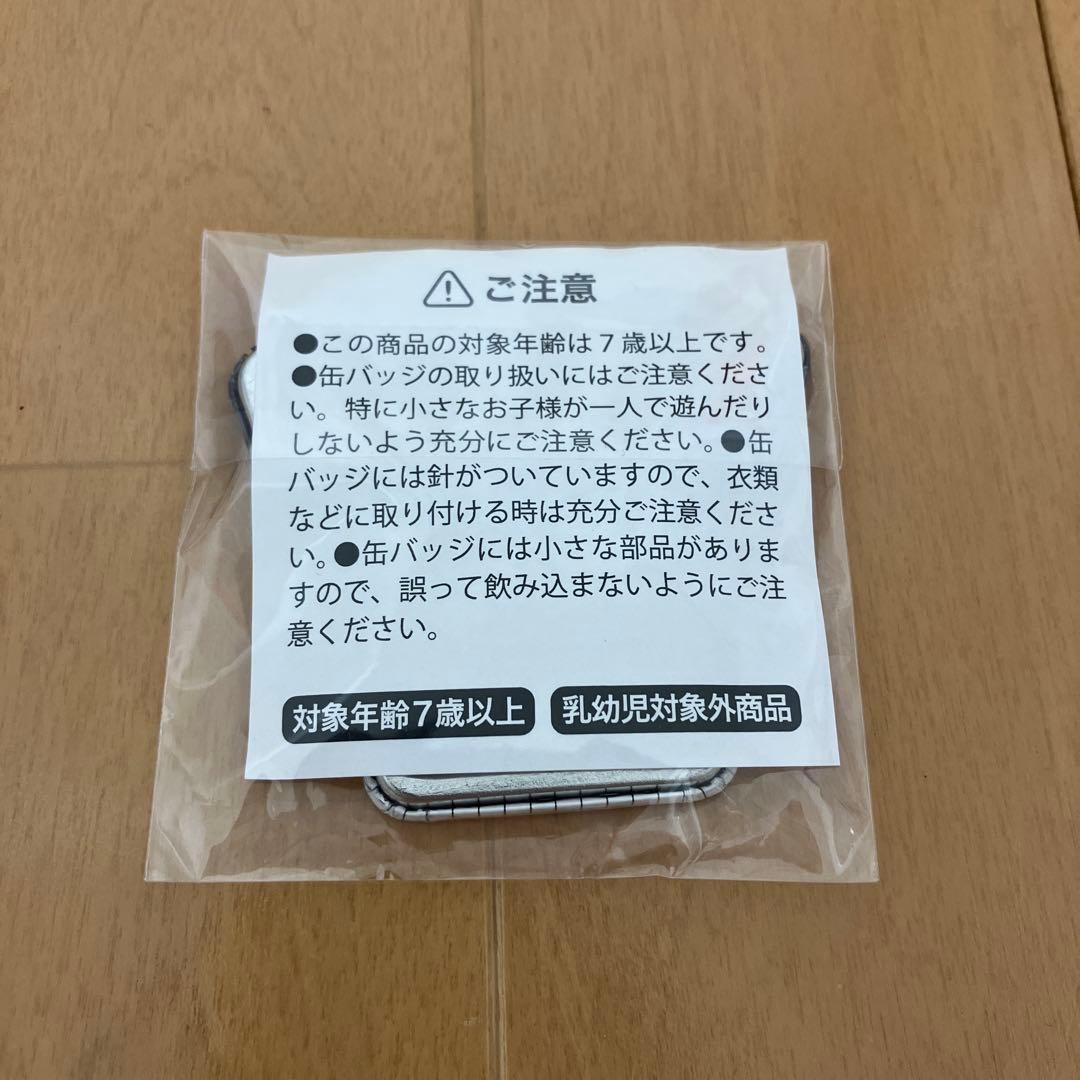 ご注意
●この商品の対象年齢は7歳以上です。
●缶バッジの取り扱いにはご注意くださ
い。特に小さなお子様が一人で遊んだり
しないよう充分にご注意ください。●缶
バッジには針がついていますので、衣類
などに取り付ける時は充分ご注意くださ
い。●缶バッジには小さな部品がありま
すので、誤って飲み込まないようにご注
意ください。
対象年齢7歳以上
乳幼児対象外商品